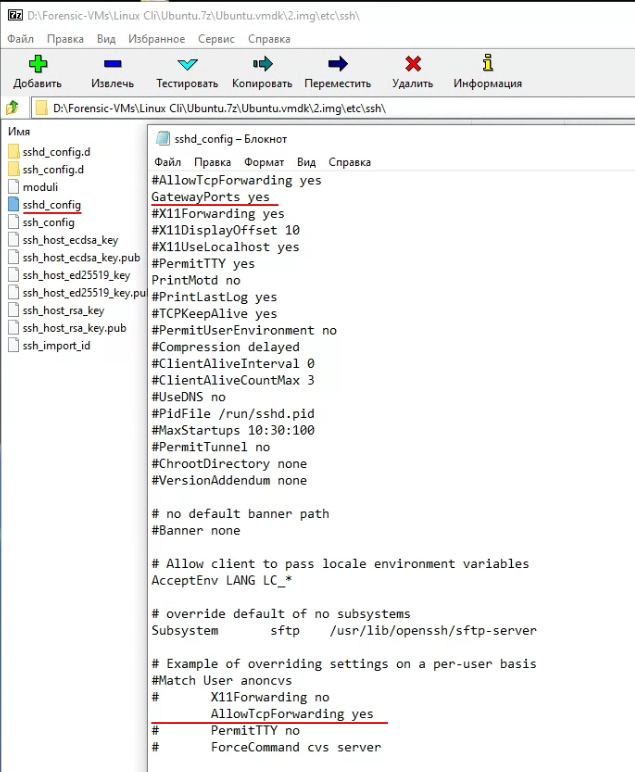 D:\Forensic-VMs\Linux Cli\Ubuntu.7z\Ubuntu.vmdk\2.img\etc\ssh\
Файл Правка Вид Избранное Сервис Справка
Добавить Извлечь Тестировать Копировать Переместить Удалить Информация
D:\Forensic-VMs\Linux Cli\Ubuntu.7z\Ubuntu.vmdk\2.img\etc\ssh\
Имя
sshd_config.d
ssh_config.d
moduli
sshd_config
ssh_config
ssh_host_ecdsa_key
ssh_host_ecdsa_key.pub
ssh_host_ed25519_key
ssh_host_ed25519_key.pu
ssh_host_rsa_key
ssh_host_rsa_key.pub
ssh_import_id
sshd_config – Блокнот
Файл Правка Формат Вид Справка
#AllowTcpForwarding yes
GatewayPorts yes
#X11Forwarding yes
#X11DisplayOffset 10
#X11UseLocalhost yes
#PermitTTY yes
PrintMotd no
#PrintLastLog yes
#TCPKeepAlive yes
#PermitUserEnvironment no
#Compression delayed
#ClientAliveInterval 0
#ClientAliveCountMax 3
#UseDNS no
#PidFile /run/sshd.pid
#MaxStartups 10:30:100
#PermitTunnel no
#ChrootDirectory none
#VersionAddendum none
# no default banner path
#Banner none
# Allow client to pass locale environment variables
AcceptEnv LANG LC_*
# override default of no subsystems
Subsystem sftp /usr/lib/openssh/sftp-server
# Example of overriding settings on a per-user basis
#Match User anoncvs
# X11Forwarding no
AllowTcpForwarding yes
# PermitTTY no
# ForceCommand cvs server